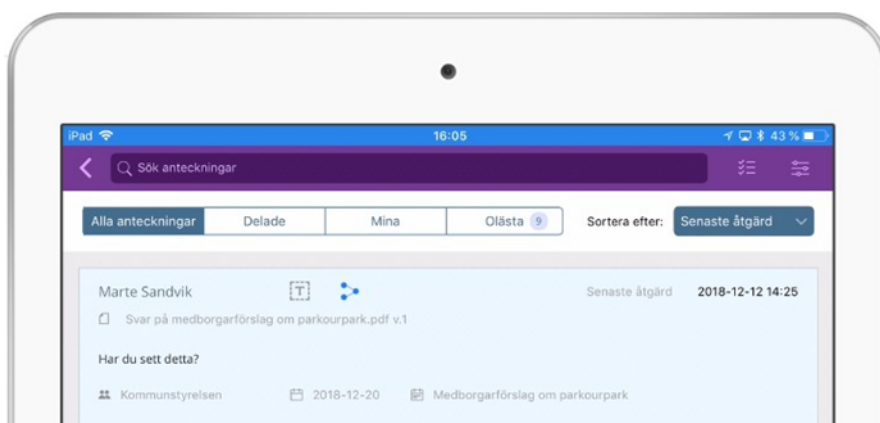 iPad 16:05 43 %
Sök anteckningar
Alla anteckningar Delade Mina Olästa 9 Sortera efter: Senaste åtgärd
Marte Sandvik T Senaste åtgärd 2018-12-12 14:25
Svar på medborgarförslag om parkourpark.pdf v.1
Har du sett detta?
Kommunstyrelsen 2018-12-20 Medborgarförslag om parkourpark